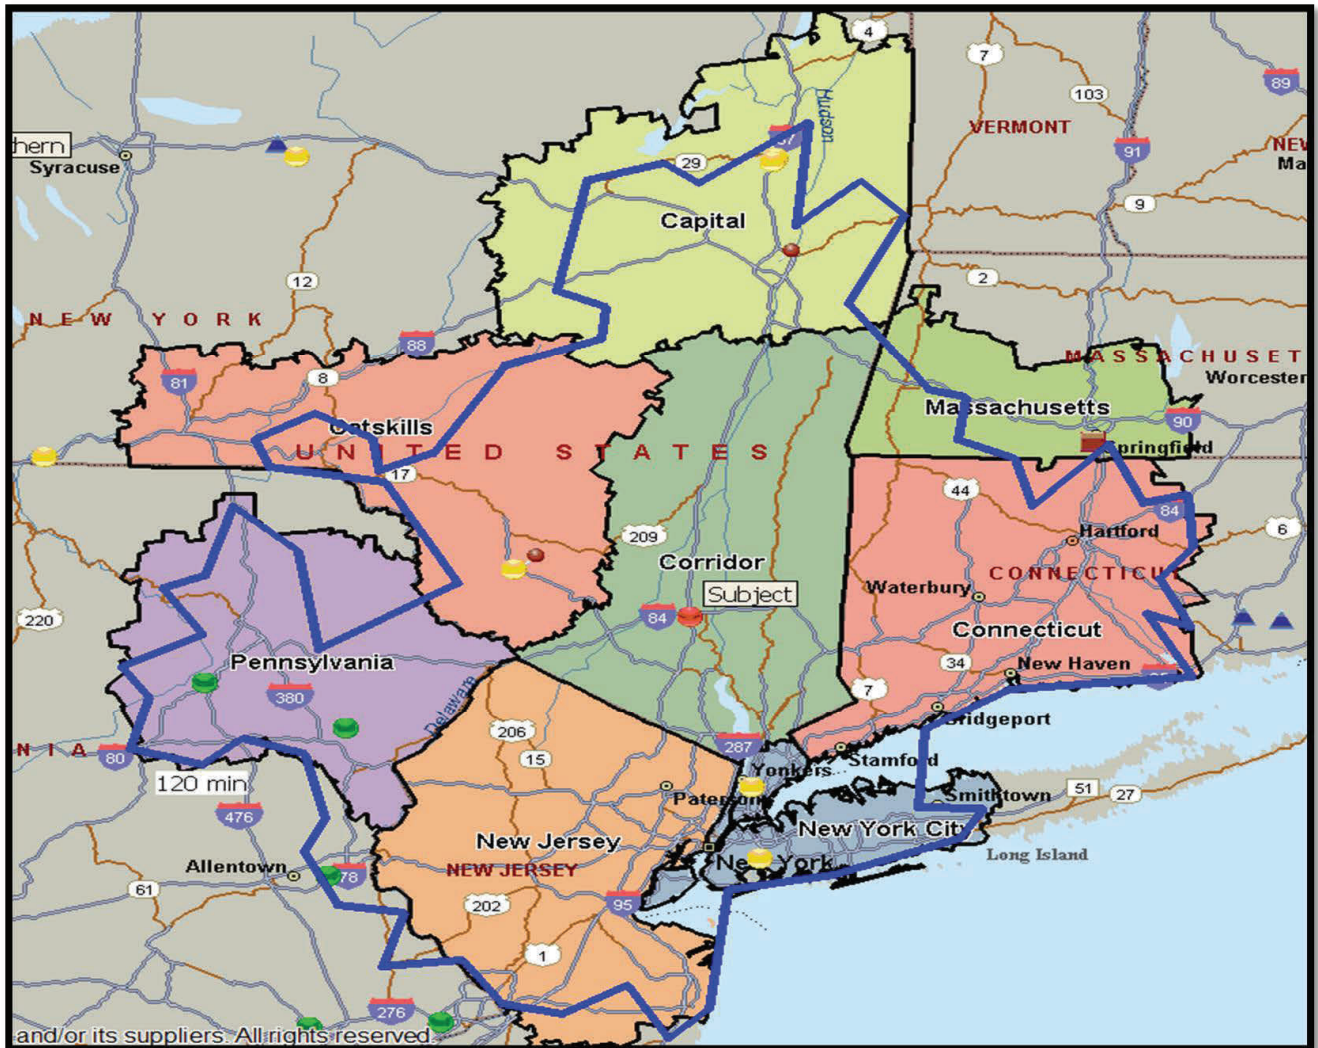 4
7
89
103
Hudson
VERMONT
hern
Syracuse
87
91
NEW
Ma
29
9
Capital
12
2
NEW YORK
88
MASSACHUSET
Worcester
81
8
Massachusetts
90
Catskills
Springfield
UNITED STATES
17
44
84
209
Hartford
6
Corridor
CONNECTICUT
Subject
Waterbury
220
84
Connecticut
Pennsylvania
34
New Haven
380
7
Delaware
206
Bridgeport
NIA
80
15
287
Stamford
Yonkers
120 min
Paterson
Smithtown
51
27
476
New Jersey
New York City
Long Island
Allentown
78
NEW JERSEY
New York
61
202
95
1
276
and/or its suppliers. All rights reserved.